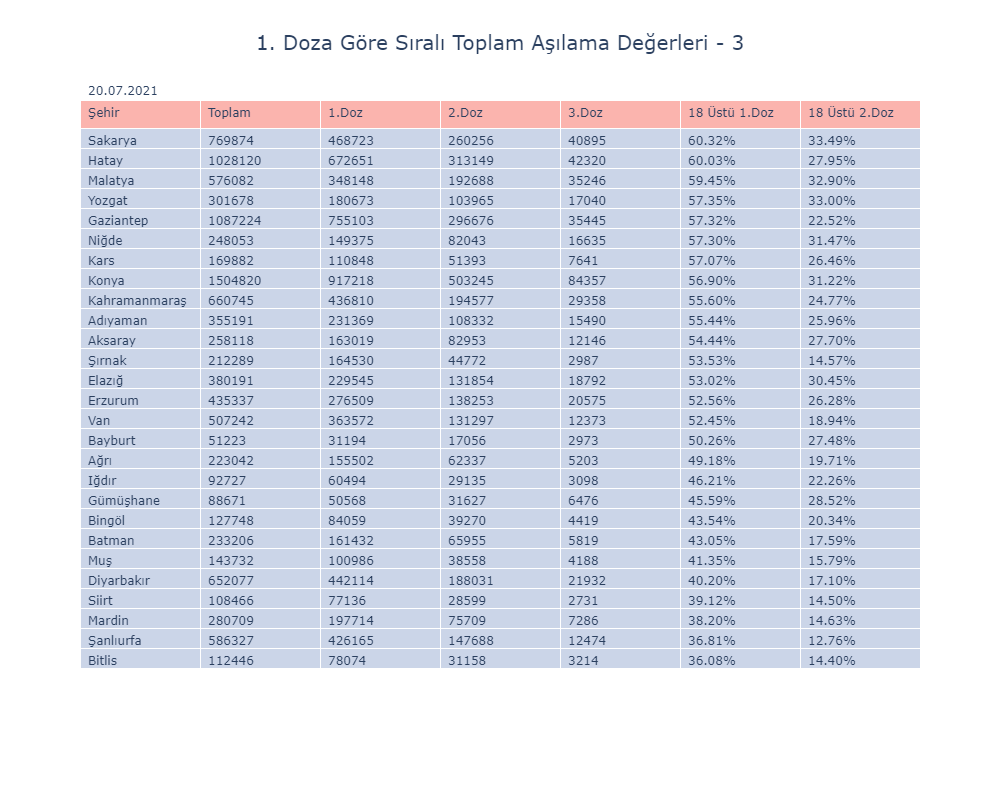 1. Doza Göre Sıralı Toplam Aşılama Değerleri - 3
20.07.2021
Şehir Toplam 1.Doz 2.Doz 3.Doz 18 Üstü 1.Doz 18 Üstü 2.Doz
Sakarya 769874 468723 260256 40895 60.32% 33.49%
Hatay 1028120 672651 313149 42320 60.03% 27.95%
Malatya 576082 348148 192688 35246 59.45% 32.90%
Yozgat 301678 180673 103965 17040 57.35% 33.00%
Gaziantep 1087224 755103 296676 35445 57.32% 22.52%
Niğde 248053 149375 82043 16635 57.30% 31.47%
Kars 169882 110848 51393 7641 57.07% 26.46%
Konya 1504820 917218 503245 84357 56.90% 31.22%
Kahramanmaraş 660745 436810 194577 29358 55.60% 24.77%
Adıyaman 355191 231369 108332 15490 55.44% 25.96%
Aksaray 258118 163019 82953 12146 54.44% 27.70%
Şırnak 212289 164530 44772 2987 53.53% 14.57%
Elazığ 380191 229545 131854 18792 53.02% 30.45%
Erzurum 435337 276509 138253 20575 52.56% 26.28%
Van 507242 363572 131297 12373 52.45% 18.94%
Bayburt 51223 31194 17056 2973 50.26% 27.48%
Ağrı 223042 155502 62337 5203 49.18% 19.71%
Iğdır 92727 60494 29135 3098 46.21% 22.26%
Gümüşhane 88671 50568 31627 6476 45.59% 28.52%
Bingöl 127748 84059 39270 4419 43.54% 20.34%
Batman 233206 161432 65955 5819 43.05% 17.59%
Muş 143732 100986 38558 4188 41.35% 15.79%
Diyarbakır 652077 442114 188031 21932 40.20% 17.10%
Siirt 108466 77136 28599 2731 39.12% 14.50%
Mardin 280709 197714 75709 7286 38.20% 14.63%
Şanlıurfa 586327 426165 147688 12474 36.81% 12.76%
Bitlis 112446 78074 31158 3214 36.08% 14.40%